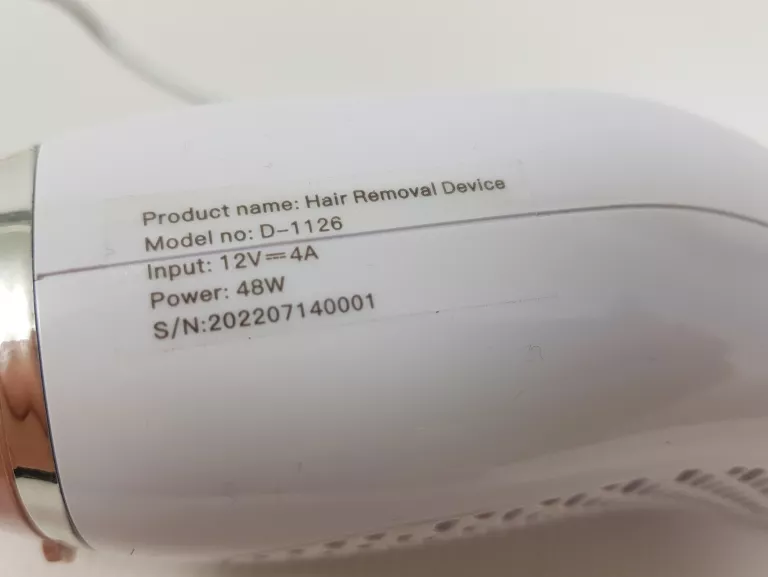 Product name: Hair Removal Device
Model no: D-1126
Input: 12V⎓4A
Power: 48W
S/N:202207140001